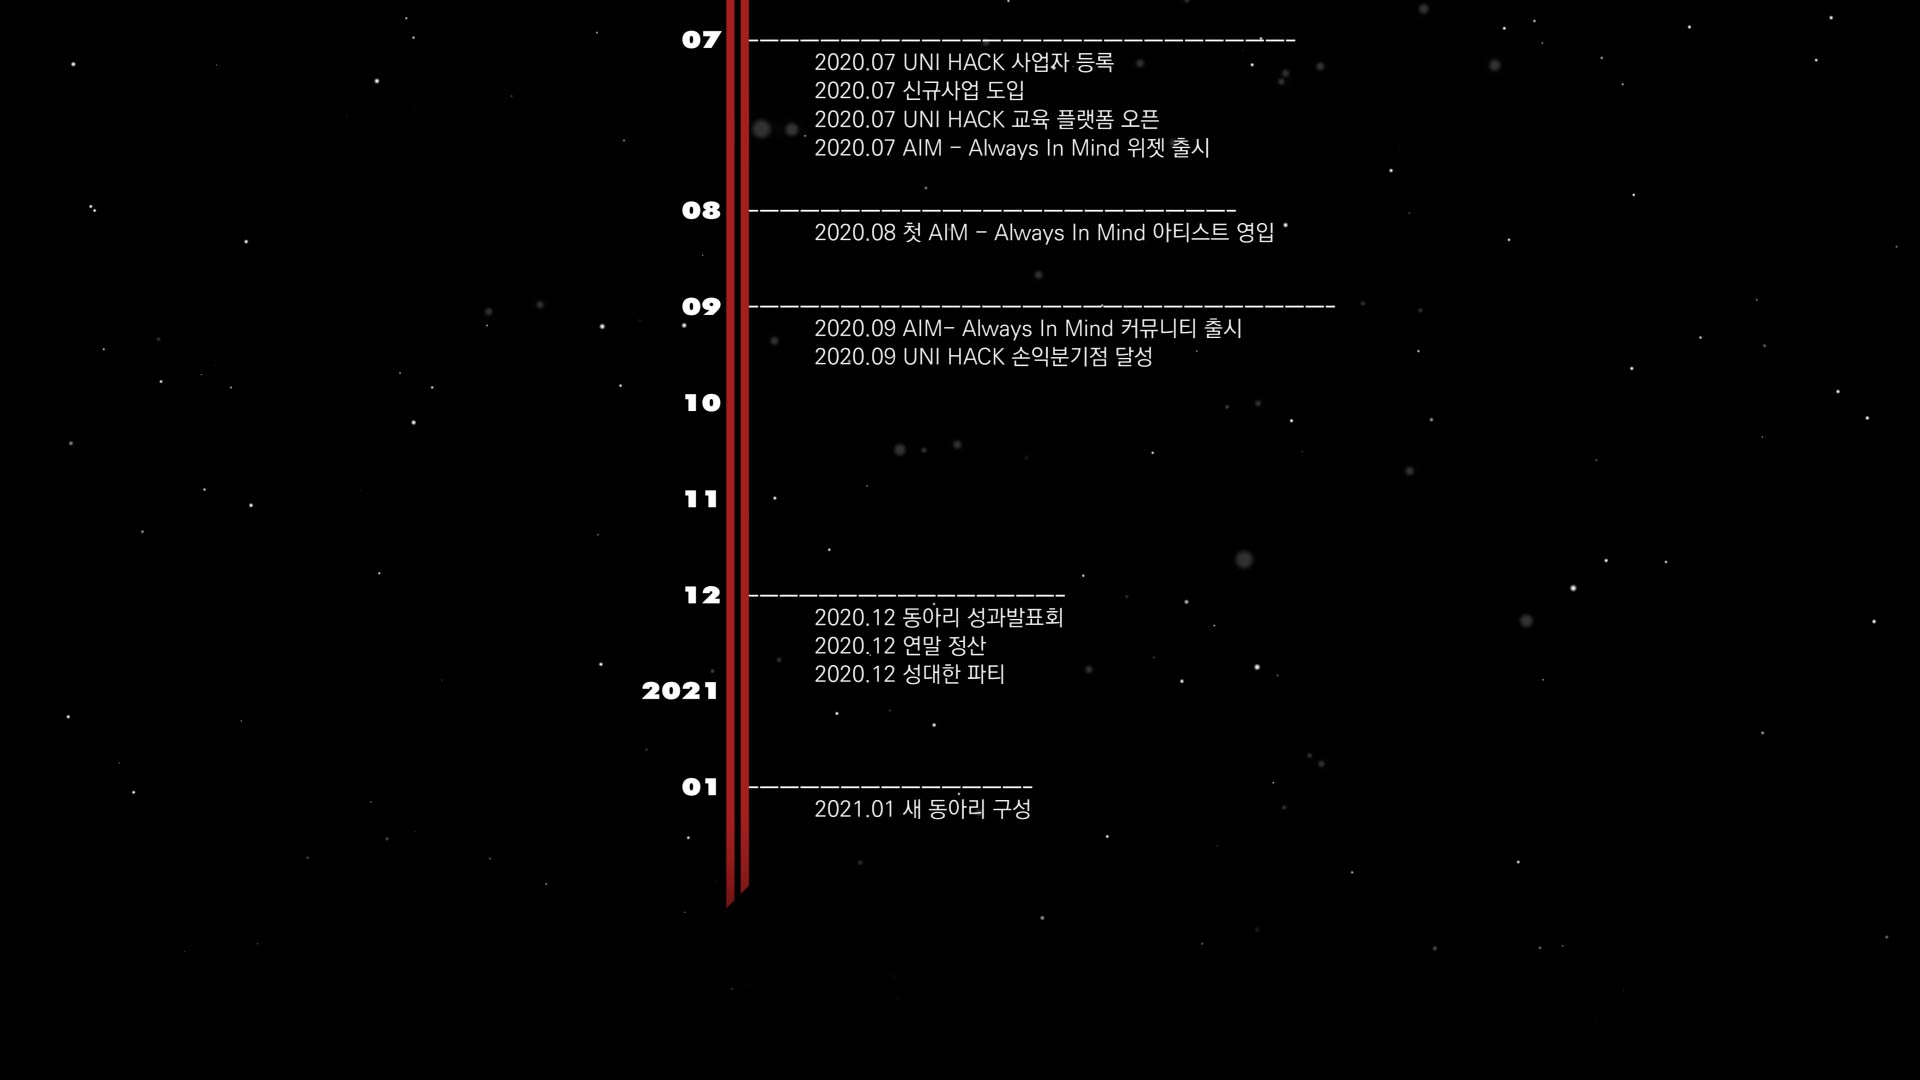 07
2020.07 UNI HACK 사업자 등록
2020.07 신규사업 도입
2020.07 UNI HACK 교육 플랫폼 오픈
2020.07 AIM - Always In Mind 위젯 출시
08
2020.08 첫 AIM - Always In Mind 아티스트 영입
09
2020.09 AIM- Always In Mind 커뮤니티 출시
2020.09 UNI HACK 손익분기점 달성
10
11
12
2020.12 동아리 성과발표회
2020.12 연말 정산
2020.12 성대한 파티
2021
01
2021.01 새 동아리 구성